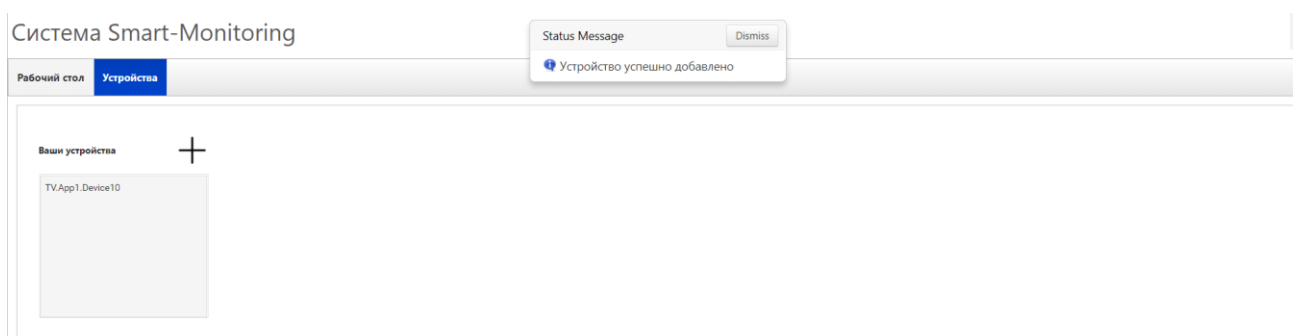 Система Smart-Monitoring
Status Message
Dismiss
Устройство успешно добавлено
Рабочий стол
Устройства
Ваши устройства
TV.App1.Device10